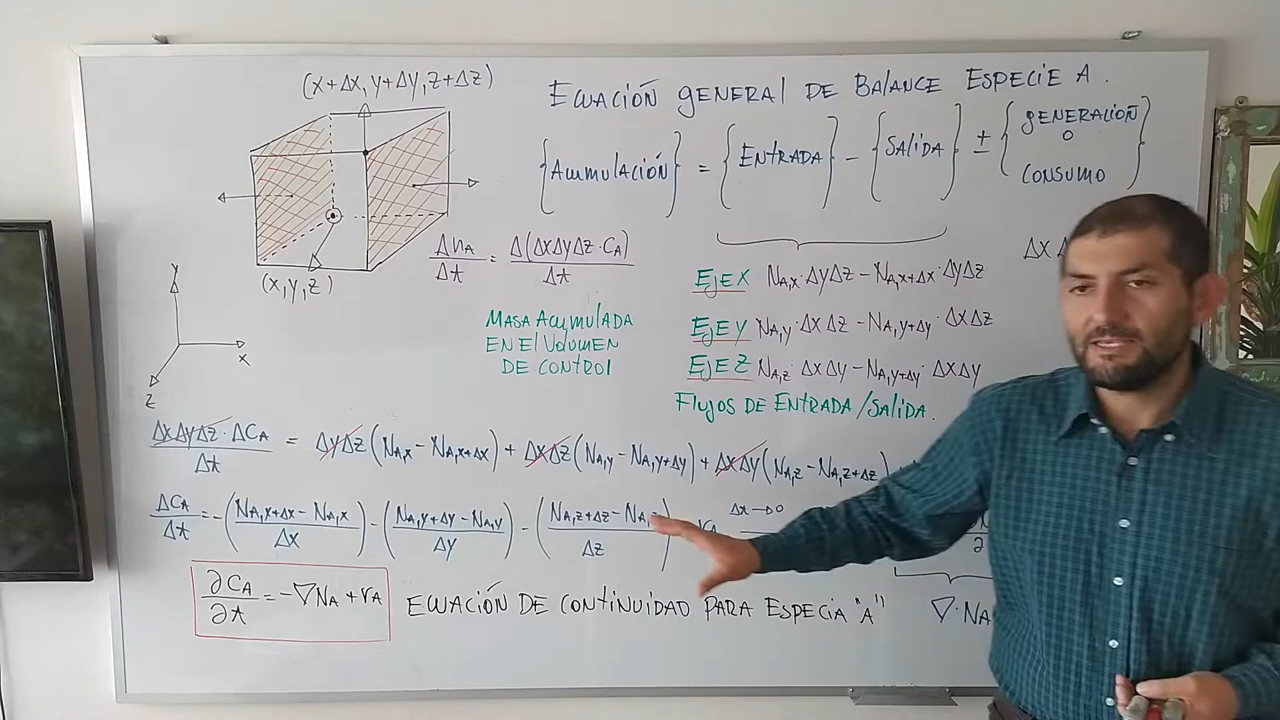 (x+Δx, y+Δy, z+Δz)
ECUACIÓN GENERAL DE BALANCE ESPECIE A.
{ACUMULACIÓN} = {ENTRADA} - {SALIDA} ± {GENERACIÓN O CONSUMO}
ΔnA/Δt = Δ(ΔxΔyΔz·CA)/Δt
(x,y,z)
MASA ACUMULADA
EN El VOLUMEN
DE CONTROL
y
x
z
Δx Δ
EJE X NA,x·ΔyΔz - NA,x+Δx·ΔyΔz
EJE Y NA,y·ΔxΔz - NA,y+Δy·ΔxΔz
EJE Z NA,z·ΔxΔy - NA,y+Δy·ΔxΔy
Flujos DE ENTRADA/SALIDA.
ΔxΔyΔz·ΔCA/Δt = ΔyΔz(NA,x - NA,x+Δx) + ΔxΔz(NA,y - NA,y+Δy) + ΔxΔy(NA,z - NA,z+Δz)
ΔCA/Δt = -(NA,x+Δx - NA,x/Δx) - (NA,y+Δy - NA,y/Δy) - (NA,z+Δz - NA,z/Δz) Δt→0
∂CA/∂t = -∇NA + rA
ECUACIÓN DE CONTINUIDAD PARA ESPECIA "A"
∇·NA